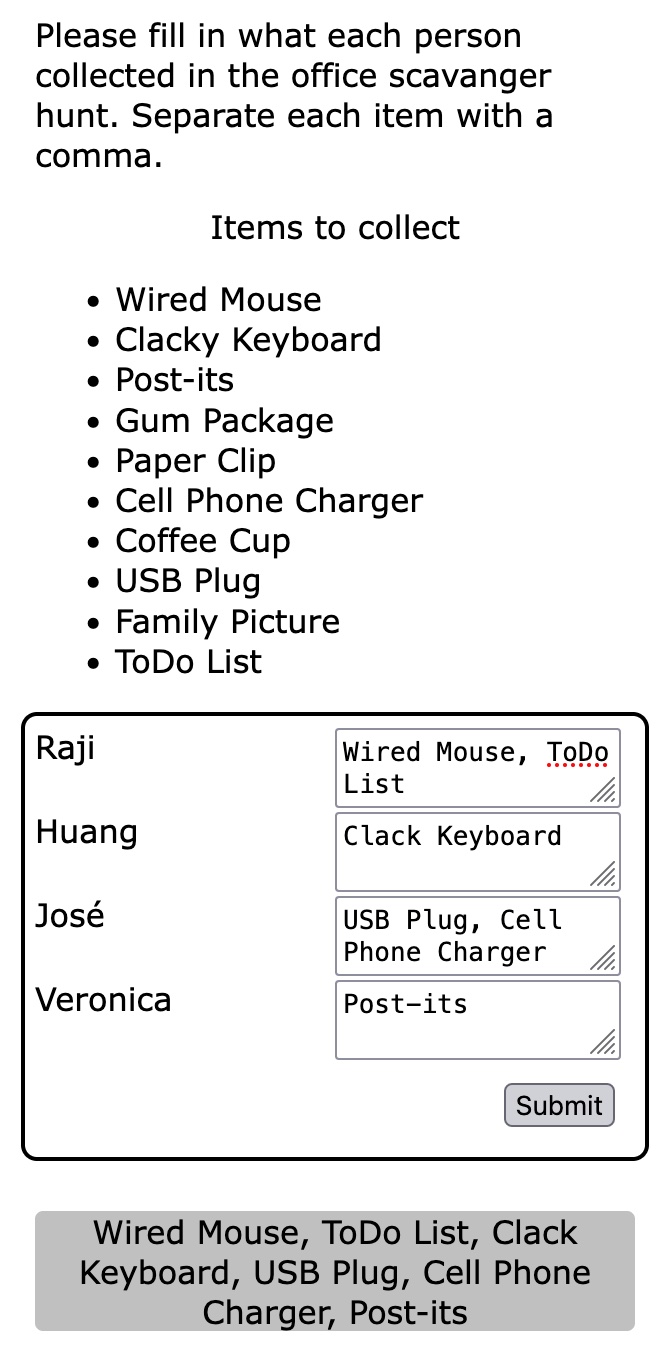 Please fill in what each person
collected in the office scavanger
hunt. Separate each item with a
comma.
Items to collect
• Wired Mouse
• Clacky Keyboard
• Post-its
• Gum Package
• Paper Clip
• Cell Phone Charger
• Coffee Cup
• USB Plug
• Family Picture
• ToDo List
Raji
Wired Mouse, ToDo
List
Huang
Clack Keyboard
José
USB Plug, Cell
Phone Charger
Veronica
Post-its
Submit
Wired Mouse, ToDo List, Clack
Keyboard, USB Plug, Cell Phone
Charger, Post-its